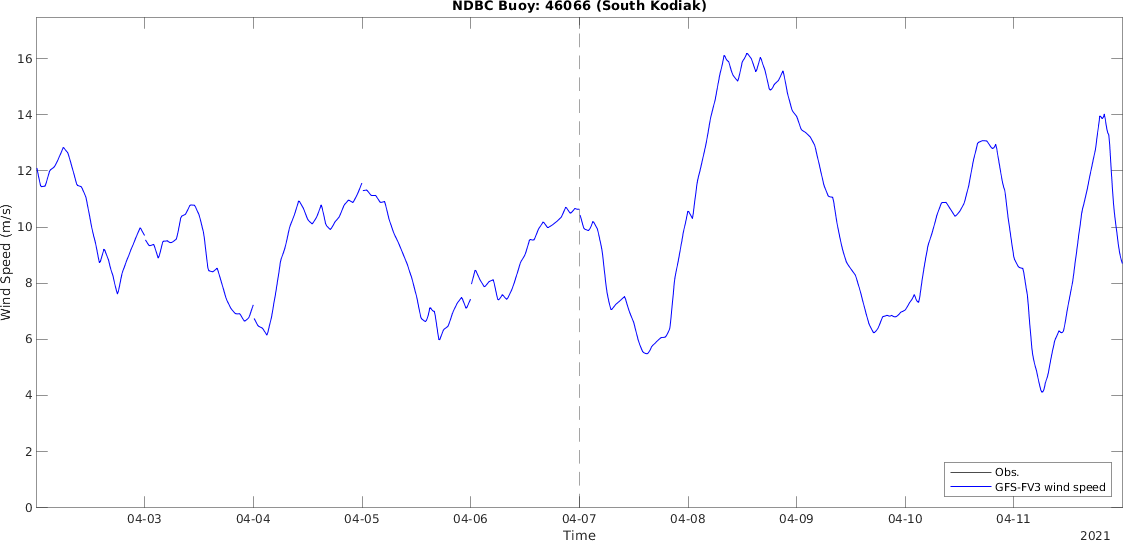 NDBC Buoy: 46066 (South Kodiak)
16
14
12
10
8
6
4
2
0
Wind Speed (m/s)
04-03 04-04 04-05 04-06 04-07 04-08 04-09 04-10 04-11
Time
2021
Obs.
GFS-FV3 wind speed